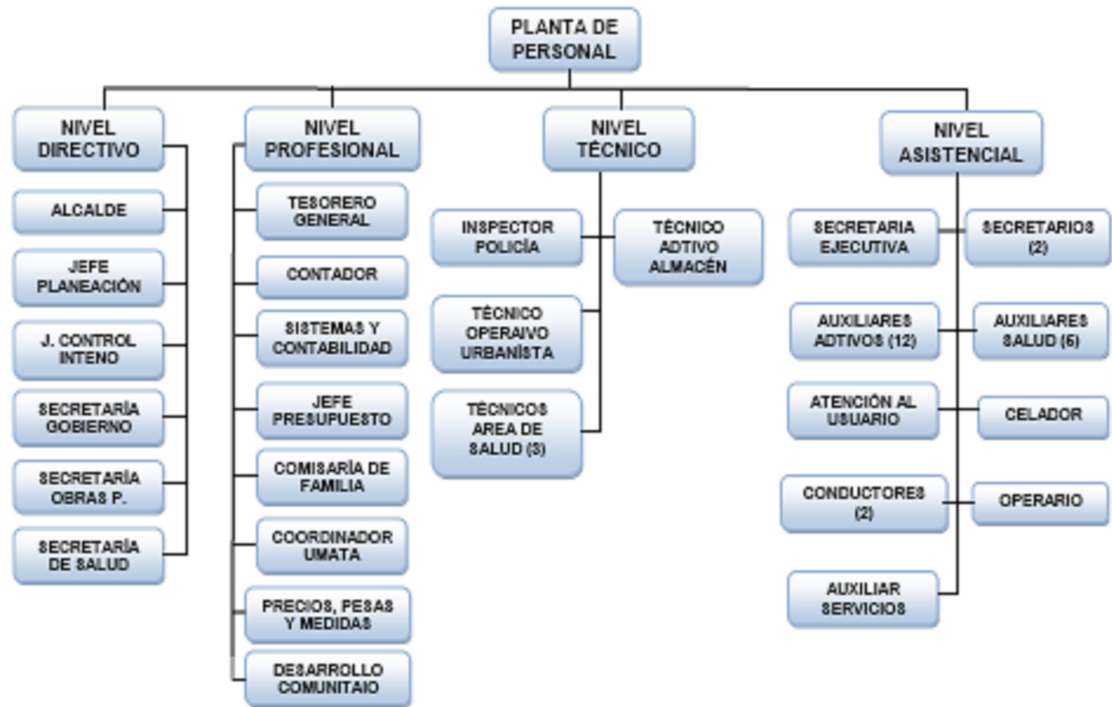 PLANTA DE
PERSONAL
NIVEL
DIRECTIVO
ALCALDE
JEFE
PLANEACIÓN
J. CONTROL
INTENO
SECRETARÍA
GOBIERNO
SECRETARÍA
OBRAS P.
SECRETARÍA
DE SALUD
NIVEL
PROFESIONAL
TESORERO
GENERAL
CONTADOR
SISTEMAS Y
CONTABILIDAD
JEFE
PRESUPUESTO
COMISARÍA DE
FAMILIA
COORDINADOR
UMATA
PRECIOS, PESAS
Y MEDIDAS
DESARROLLO
COMUNITAIO
NIVEL
TÉCNICO
INSPECTOR
POLICÍA
TÉCNICO
ADTIVO
ALMACÉN
TÉCNICO
OPERAIVO
URBANÍSTA
TÉCNICOS
AREA DE
SALUD (3)
NIVEL
ASISTENCIAL
SECRETARIA
EJECUTIVA
SECRETARIOS
(2)
AUXILIARES
ADTIVOS (12)
AUXILIARES
SALUD (6)
ATENCIÓN AL
USUARIO
CELADOR
CONDUCTORES
(2)
OPERARIO
AUXILIAR
SERVICIOS